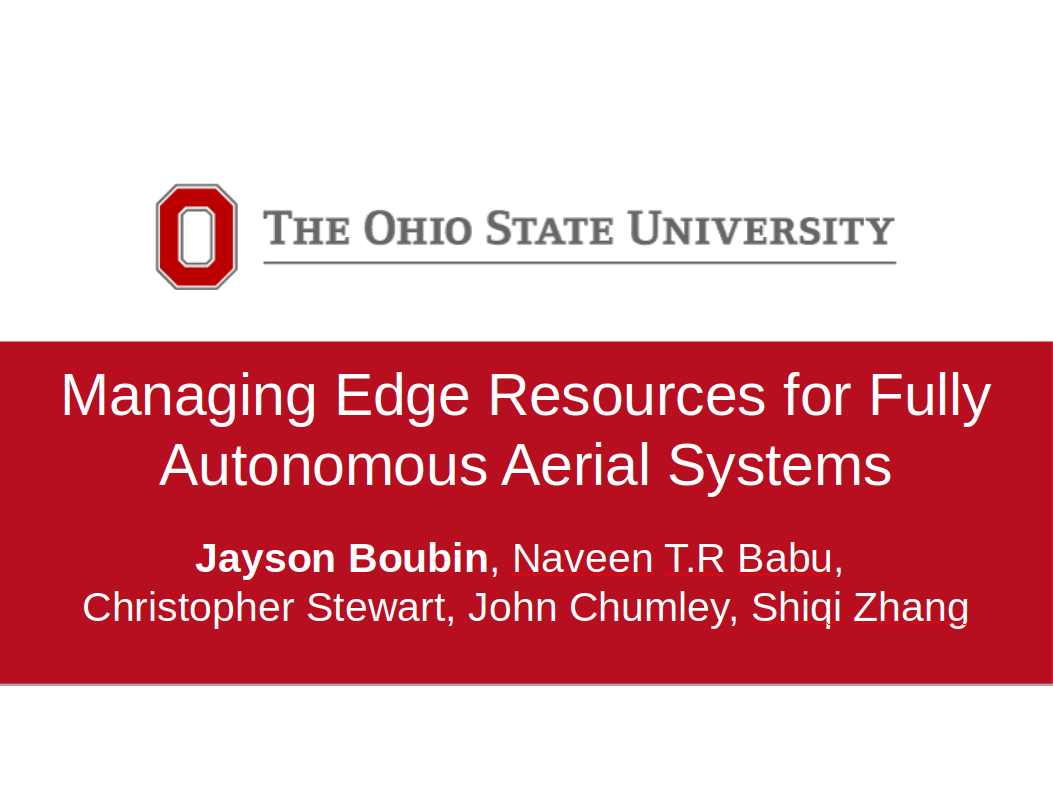 THE OHIO STATE UNIVERSITY
Managing Edge Resources for Fully
Autonomous Aerial Systems
Jayson Boubin, Naveen T.R Babu,
Christopher Stewart, John Chumley, Shiqi Zhang